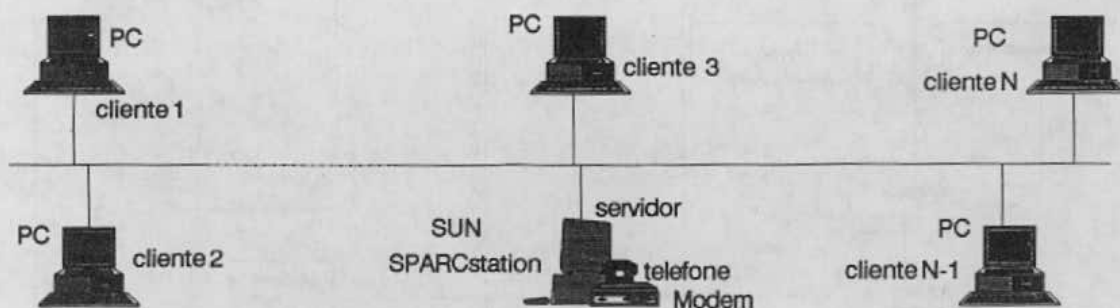 PC
cliente 1
PC
cliente 3
PC
cliente N
PC
cliente 2
SUN
SPARCstation
servidor
telefone
Modem
PC
cliente N-1